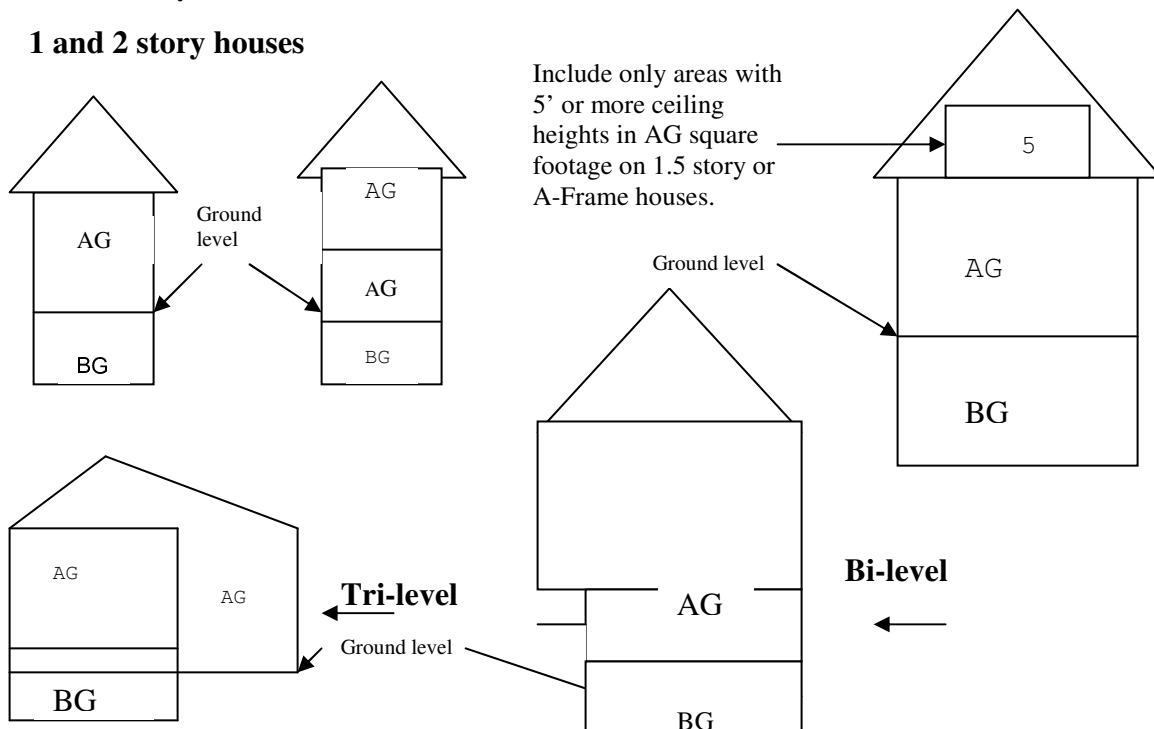 1 and 2 story houses
Include only areas with
5’ or more ceiling
heights in AG square
footage on 1.5 story or
A-Frame houses.
5
AG
Ground
level
AG
AG
BG
AG
BG
Ground level
AG
BG
AG
AG
Tri-level
Ground level
BG
Bi-level
AG
BG